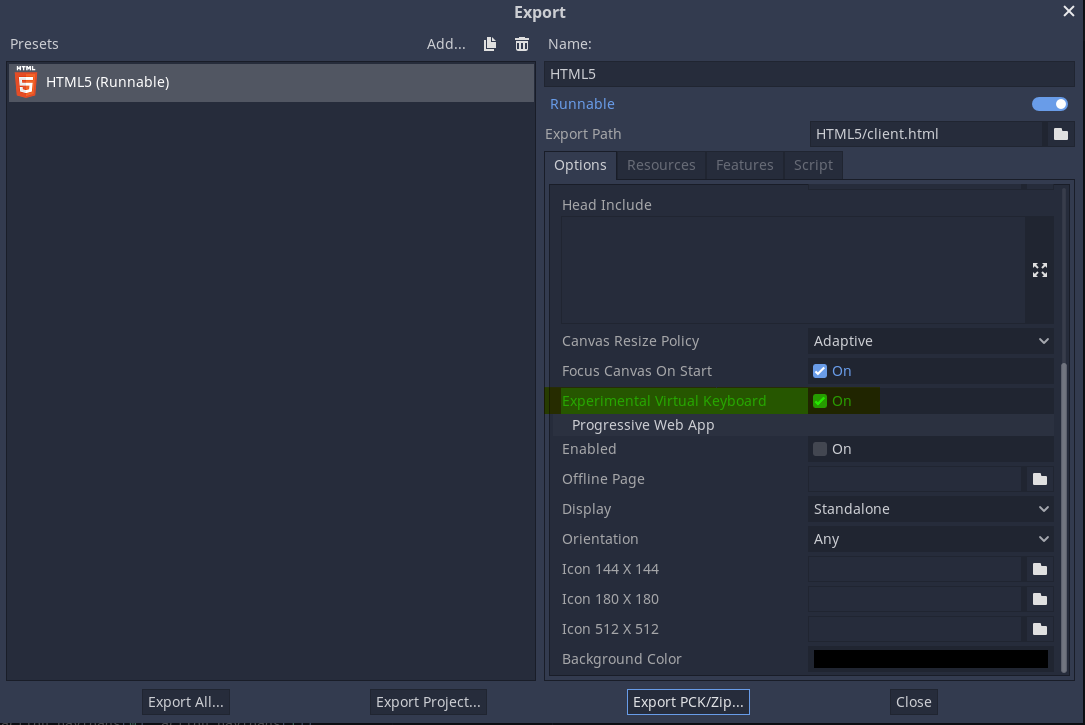 Export
Presets
Add...
Name:
HTML
5
HTML5 (Runnable)
HTML5
Runnable
Export Path
HTML5/client.html
Options
Resources
Features
Script
Head Include
Canvas Resize Policy
Adaptive
Focus Canvas On Start
On
Experimental Virtual Keyboard
On
Progressive Web App
Enabled
On
Offline Page
Display
Standalone
Orientation
Any
Icon 144 X 144
Icon 180 X 180
Icon 512 X 512
Background Color
Export All...
Export Project...
Export PCK/Zip...
Close